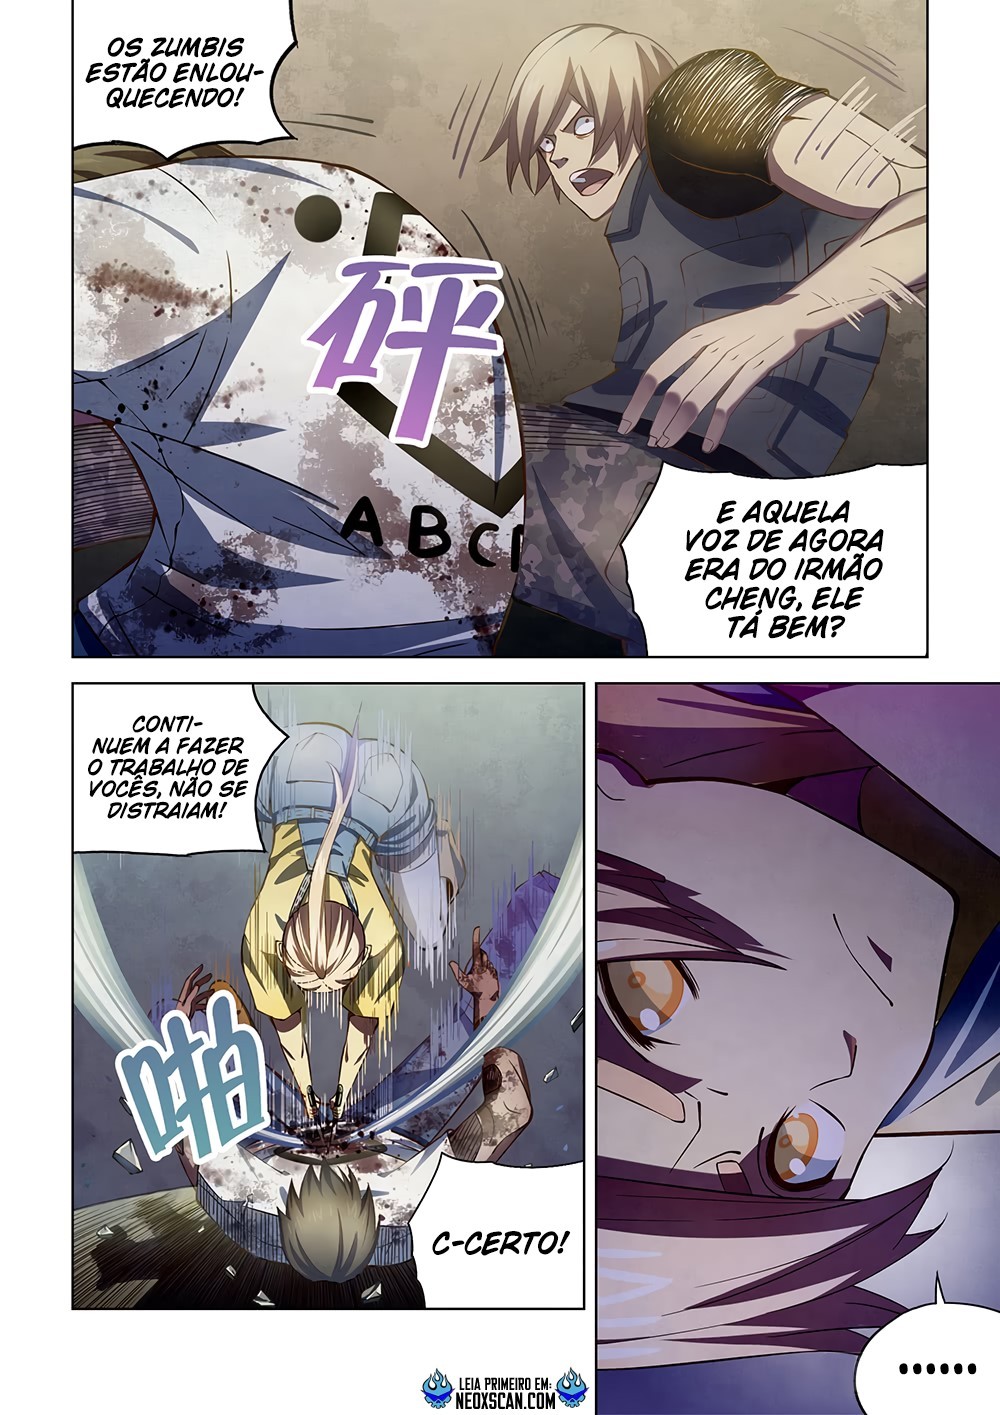 OS ZUMBIS
ESTÃO ENLOU-
QUECENDO!
砰
ABC
E AQUELA
VOZ DE AGORA
ERA DO IRMÃO
CHENG, ELE
TÁ BEM?
CONTI-
NUEM A FAZER
O TRABALHO DE
VOCÊS, NÃO SE
DISTRAIAM!
啪
C-CERTO!
......
LEIA PRIMEIRO EM:
NEOXSCAN.COM